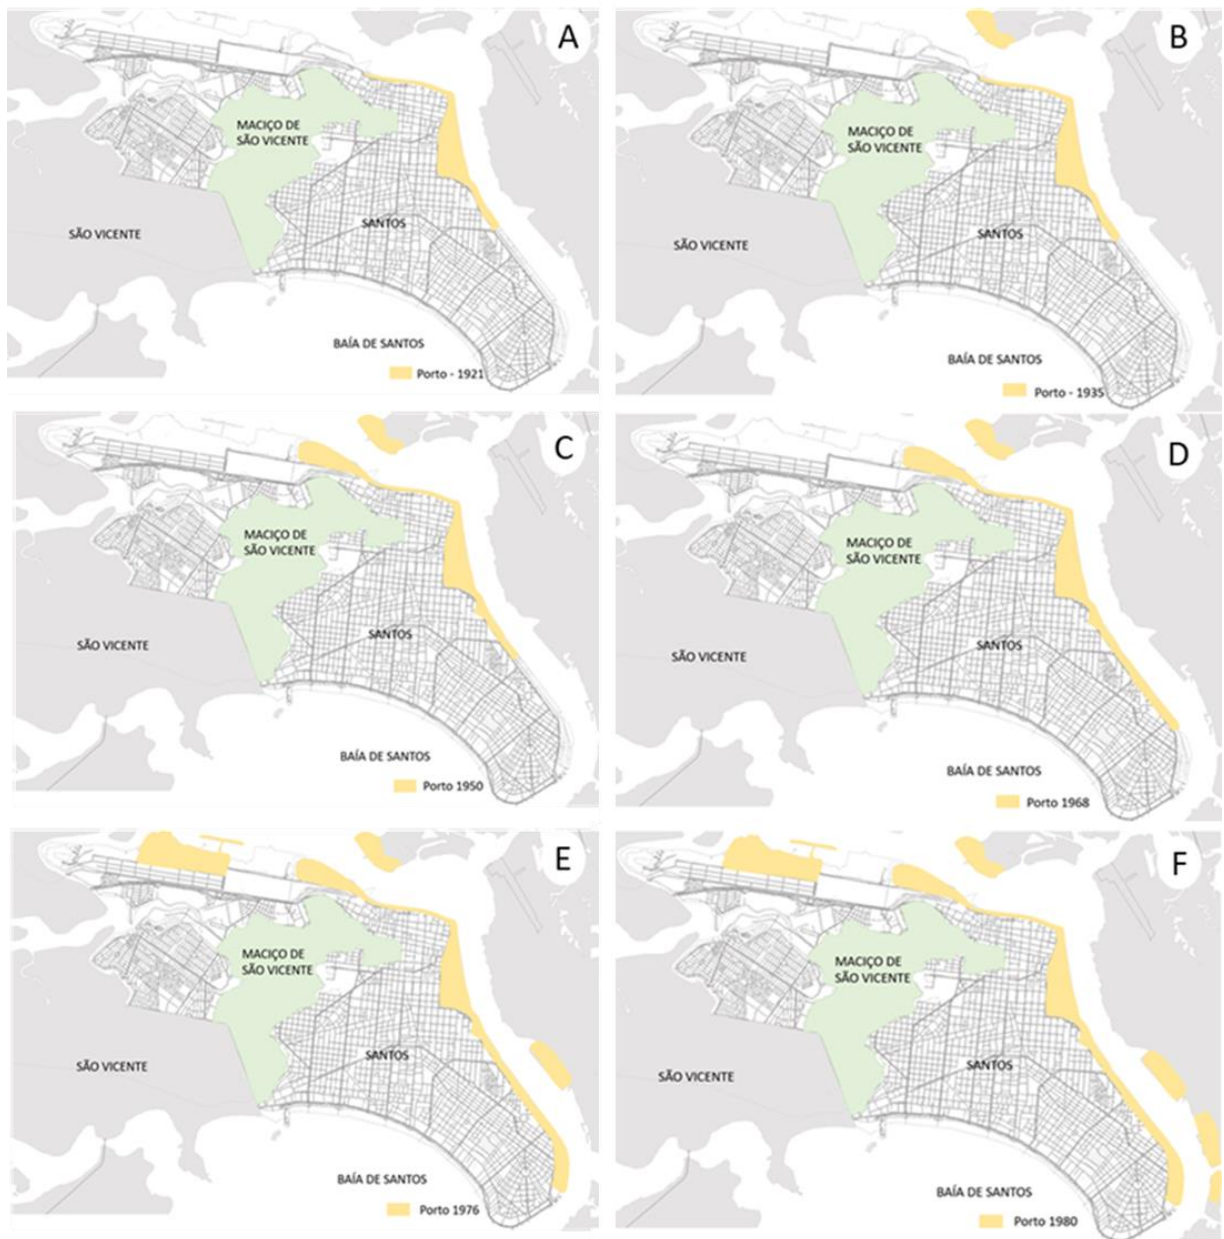 A
MACIÇO DE
SÃO VICENTE
SÃO VICENTE
SANTOS
BAÍA DE SANTOS
Porto - 1921
B
MACIÇO DE
SÃO VICENTE
SÃO VICENTE
SANTOS
BAÍA DE SANTOS
Porto - 1935
C
MACIÇO DE
SÃO VICENTE
SÃO VICENTE
SANTOS
BAÍA DE SANTOS
Porto 1950
D
MACIÇO DE
SÃO VICENTE
SÃO VICENTE
SANTOS
BAÍA DE SANTOS
Porto 1968
E
MACIÇO DE
SÃO VICENTE
SÃO VICENTE
SANTOS
BAÍA DE SANTOS
Porto 1976
F
MACIÇO DE
SÃO VICENTE
SÃO VICENTE
SANTOS
BAÍA DE SANTOS
Porto 1980